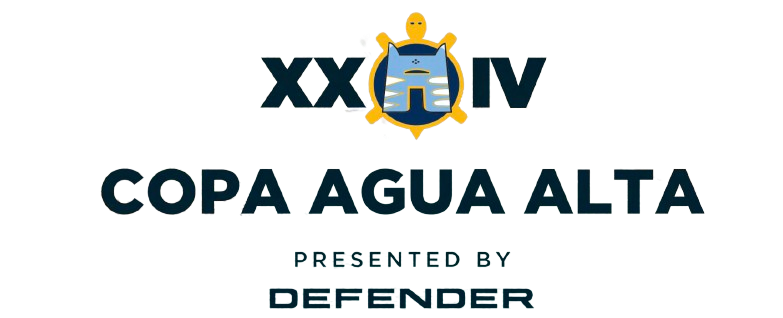 XX IV
COPA AGUA ALTA
PRESENTED BY
DEFENDER